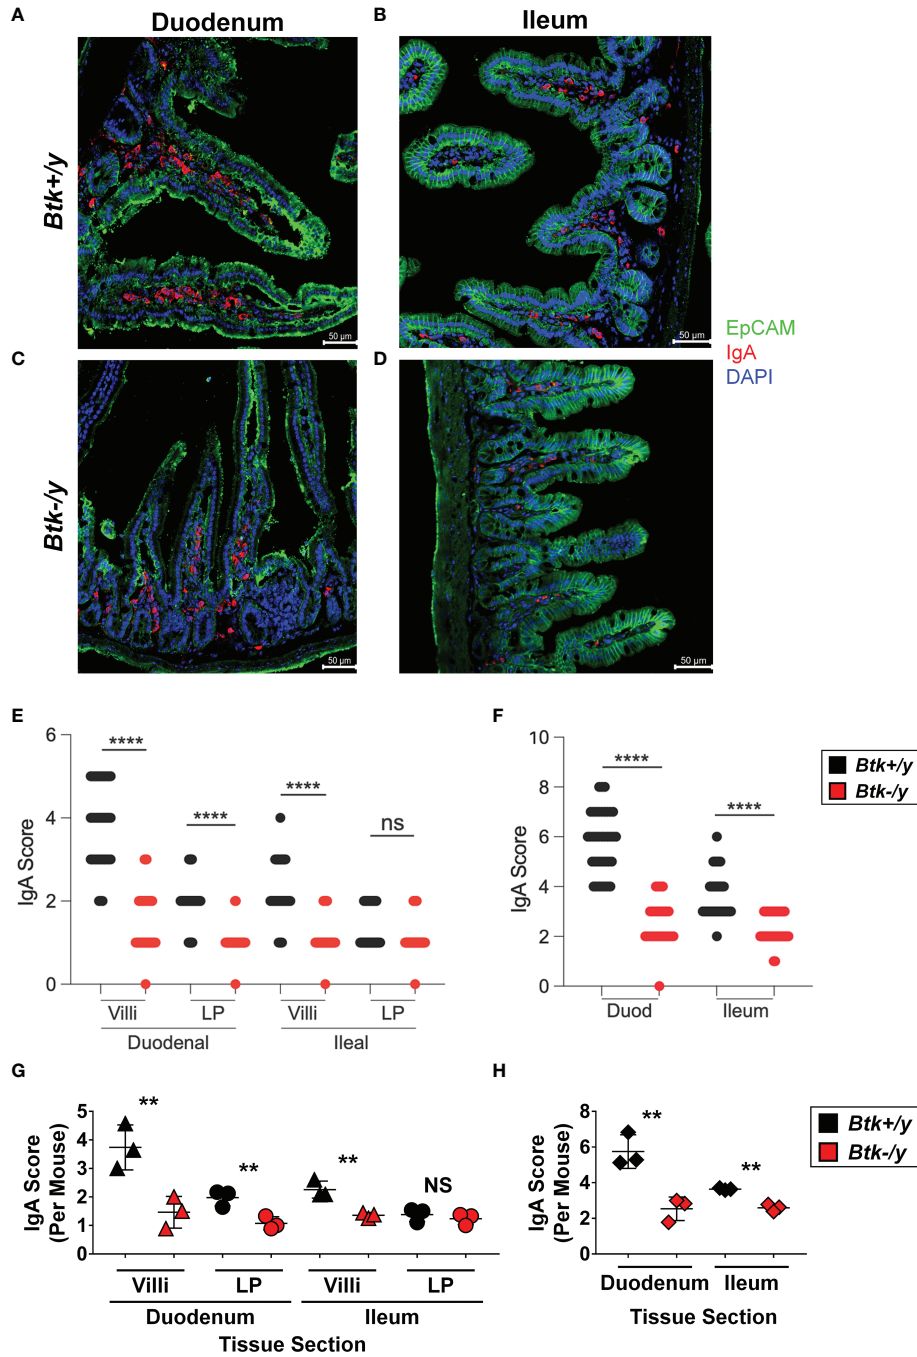 A
Duodenum
B
Ileum
Btk+/y
50 µm
50 µm
EpCAM
IgA
DAPI
C
D
Btk-/y
50 µm
50 µm
E
F
6
4
2
0
IgA Score
****
****
****
ns
Villi
LP
Villi
LP
Duodenal
Ileal
10
8
6
4
2
0
IgA Score
****
****
Duod
Ileum
Btk+/y
Btk-/y
G
H
5
4
3
2
1
0
IgA Score
(Per Mouse)
**
**
**
NS
Villi
LP
Villi
LP
Duodenum
Ileum
Tissue Section
8
6
4
2
0
IgA Score
(Per Mouse)
**
**
Duodenum
Ileum
Tissue Section
Btk+/y
Btk-/y